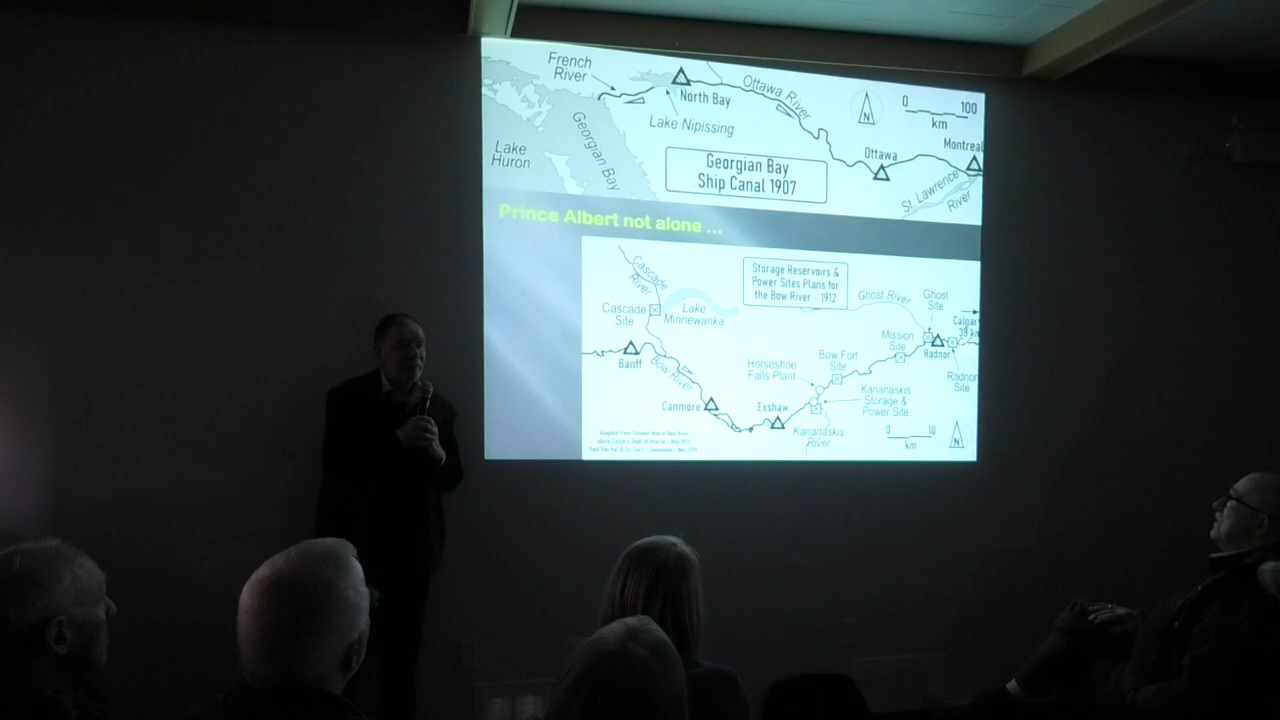 French
River
North Bay
Ottawa River
N
0 100
km
Lake Nipissing
Georgian Bay
Lake
Huron
Georgian Bay
Ship Canal 1907
Ottawa
Montreal
St. Lawrence
River
Prince Albert not alone ...
Cascade
River
Storage Reservoirs &
Power Sites Plans for
the Bow River - 1912
Ghost River
Ghost
Site
Cascade
Site
Lake
Minnewanka
Calgar
38 km
Mission
Site
Radnor
Banff
Bow River
Bow Fort
Site
Horseshoe
Falls Plant
Radnor
Site
Kananaskis
Storage &
Power Site
Canmore
Exshaw
Kananaskis
River
0 10
km
N